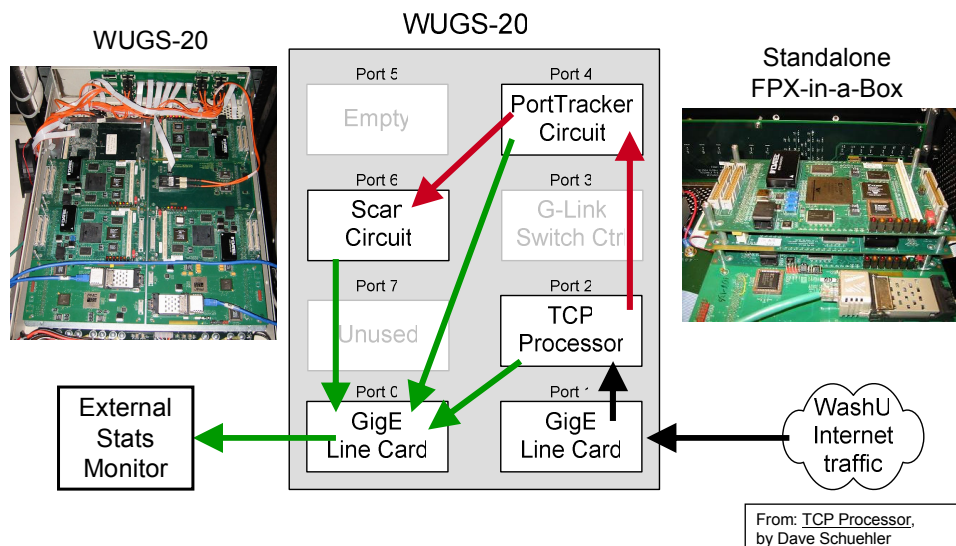 WUGS-20
WUGS-20
Standalone
FPX-in-a-Box
Port 5
Empty
Port 4
PortTracker
Circuit
Port 6
Scan
Circuit
Port 3
G-Link
Switch Ctrl
Port 7
Unused
Port 2
TCP
Processor
Port 0
GigE
Line Card
Port 1
GigE
Line Card
External
Stats
Monitor
WashU
Internet
traffic
From: TCP Processor,
by Dave Schuehler